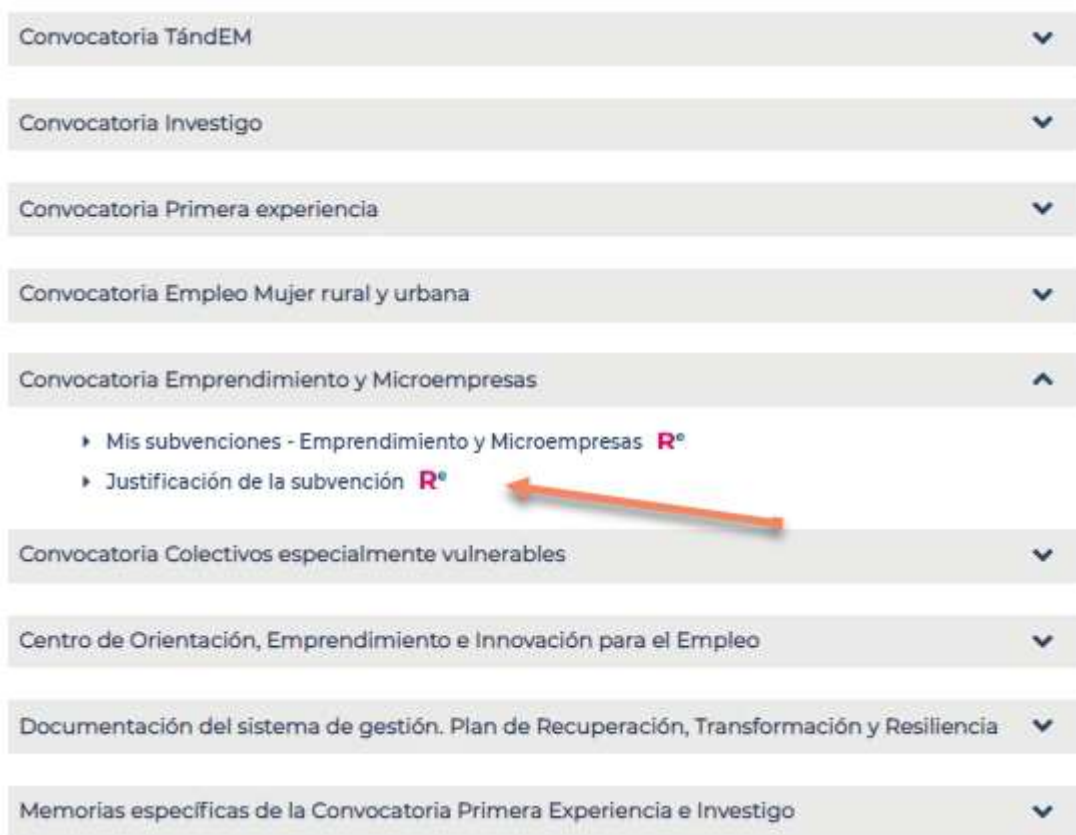 Convocatoria TándEM
Convocatoria Investigo
Convocatoria Primera experiencia
Convocatoria Empleo Mujer rural y urbana
Convocatoria Emprendimiento y Microempresas
Mis subvenciones - Emprendimiento y Microempresas Re
Justificación de la subvención Re
Convocatoria Colectivos especialmente vulnerables
Centro de Orientación, Emprendimiento e Innovación para el Empleo
Documentación del sistema de gestión. Plan de Recuperación, Transformación y Resiliencia
Memorias específicas de la Convocatoria Primera Experiencia e Investigo